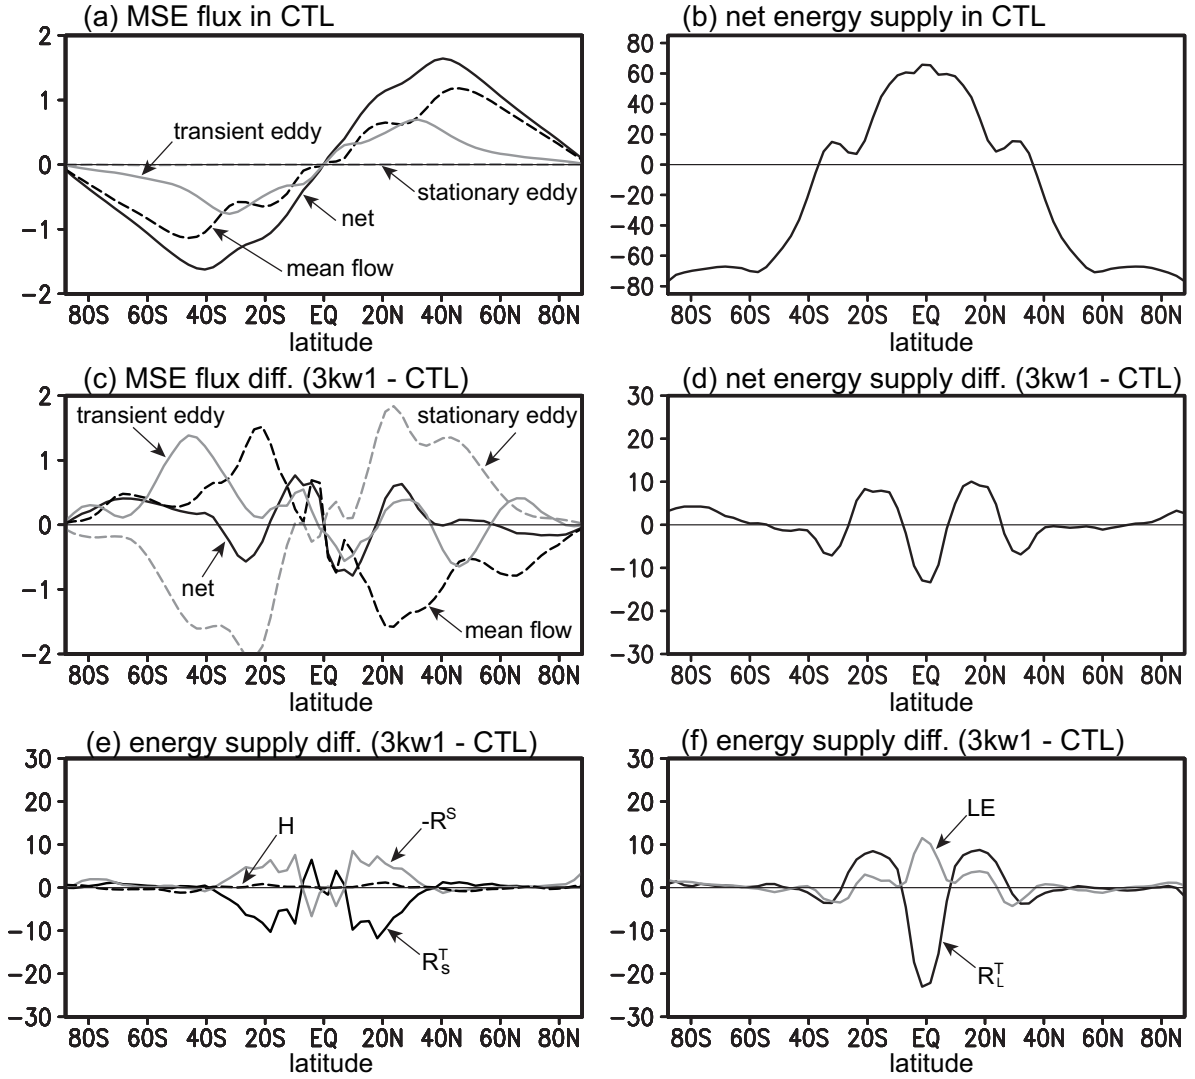 (a) MSE flux in CTL
2
1
0
−1
−2
transient eddy
stationary eddy
net
mean flow
80S 60S 40S 20S EQ 20N 40N 60N 80N
latitude
(b) net energy supply in CTL
80
60
40
20
0
−20
−40
−60
−80
80S 60S 40S 20S EQ 20N 40N 60N 80N
latitude
(c) MSE flux diff. (3kw1 - CTL)
2
1
0
−1
−2
transient eddy
stationary eddy
net
mean flow
80S 60S 40S 20S EQ 20N 40N 60N 80N
latitude
(d) net energy supply diff. (3kw1 - CTL)
30
20
10
0
−10
−20
−30
80S 60S 40S 20S EQ 20N 40N 60N 80N
latitude
(e) energy supply diff. (3kw1 - CTL)
30
20
10
0
−10
−20
−30
H
-R^S
R_S^T
80S 60S 40S 20S EQ 20N 40N 60N 80N
latitude
(f) energy supply diff. (3kw1 - CTL)
30
20
10
0
−10
−20
−30
LE
R_L^T
80S 60S 40S 20S EQ 20N 40N 60N 80N
latitude